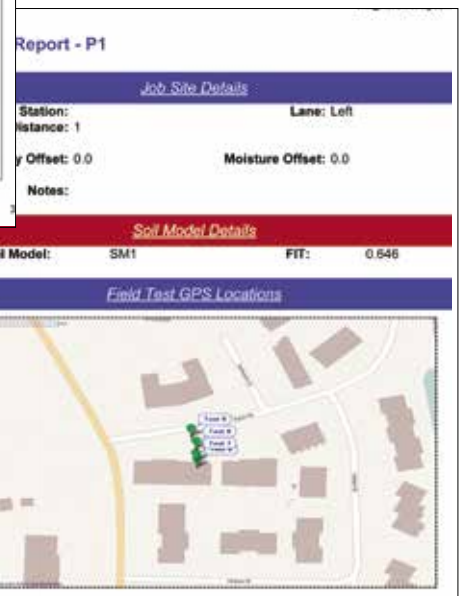 Report - P1
Job Site Details
Station:
Lane: Left
Distance: 1
y Offset: 0.0
Moisture Offset: 0.0
Notes:
Soil Model Details
il Model: SM1 FIT: 0.646
Field Test GPS Locations